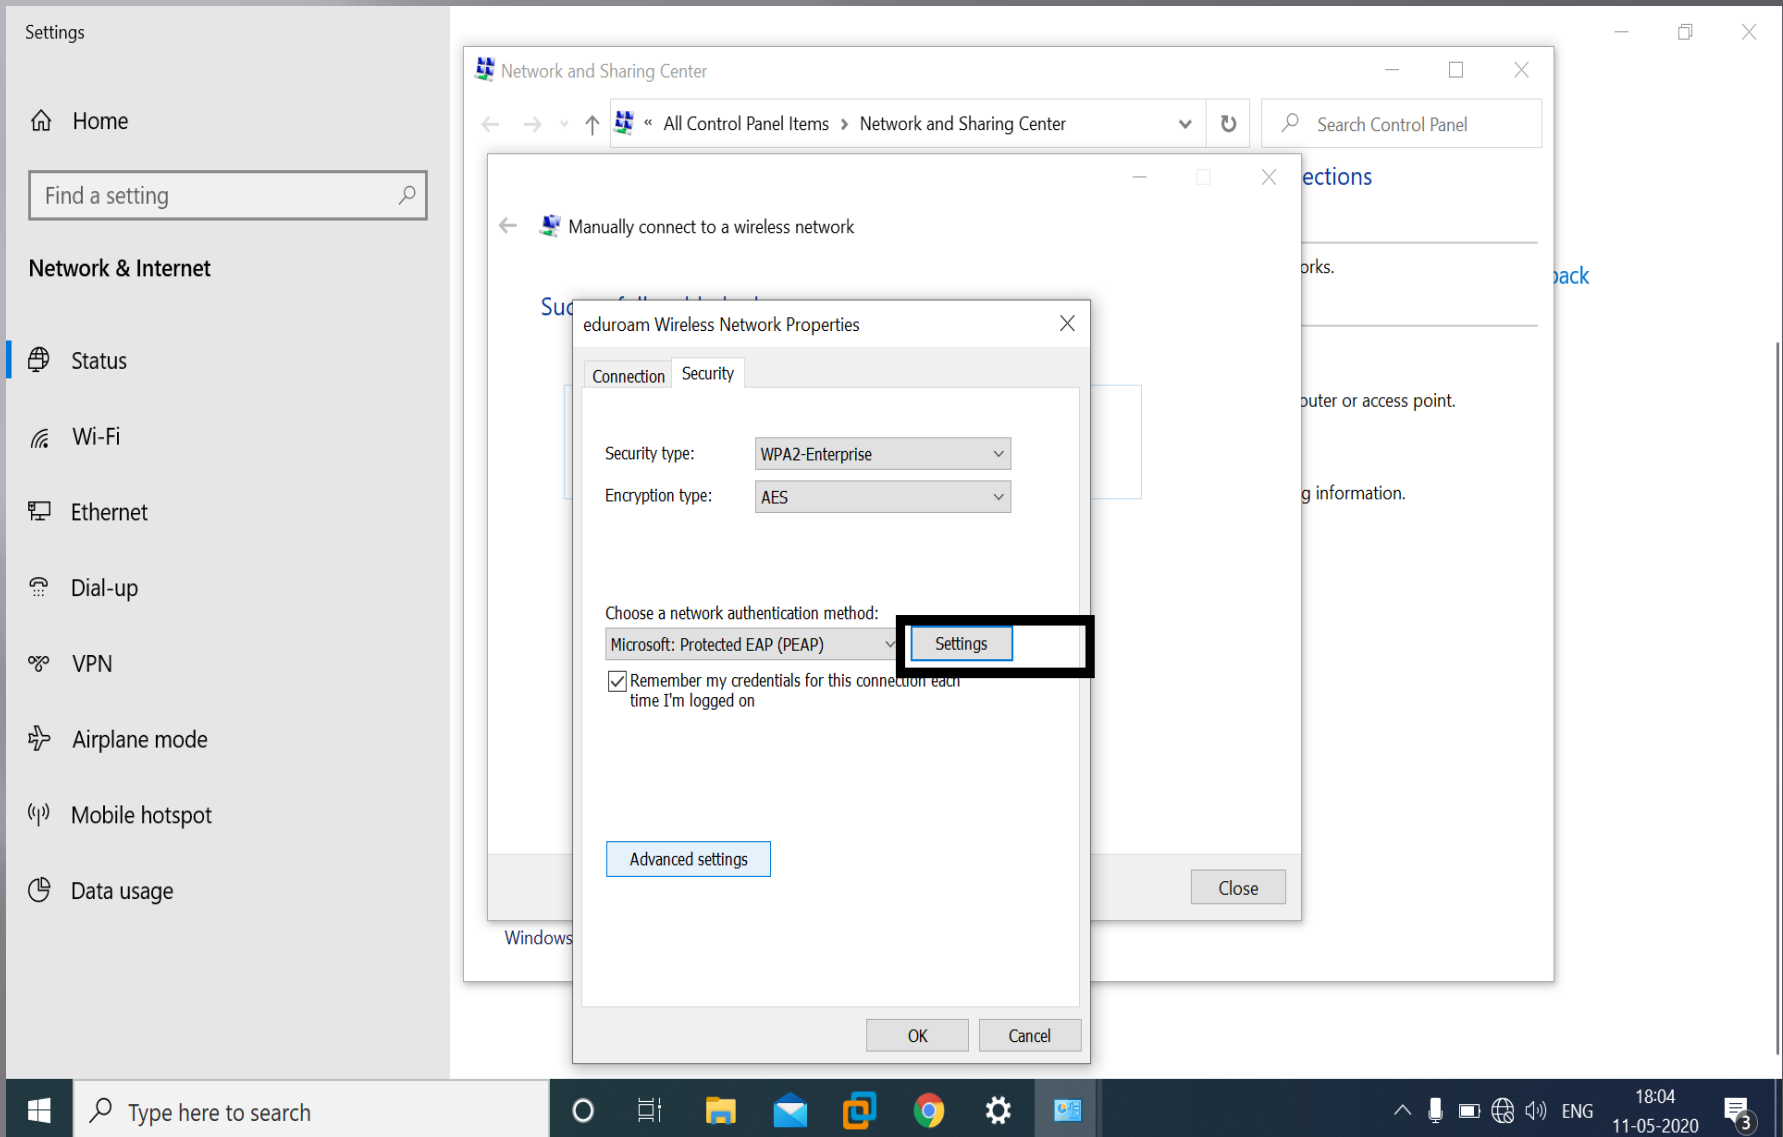 Settings
Home
Find a setting
Network & Internet
Status
Wi-Fi
Ethernet
Dial-up
VPN
Airplane mode
Mobile hotspot
Data usage
Network and Sharing Center
« All Control Panel Items > Network and Sharing Center
Search Control Panel
ections
orks.
back
outer or access point.
g information.
Manually connect to a wireless network
eduroam Wireless Network Properties
Connection
Security
Security type:
WPA2-Enterprise
Encryption type:
AES
Choose a network authentication method:
Microsoft: Protected EAP (PEAP)
Settings
Remember my credentials for this connection each
time I'm logged on
Advanced settings
Close
Windows
OK
Cancel
Type here to search
ENG
18:04
11-05-2020
3